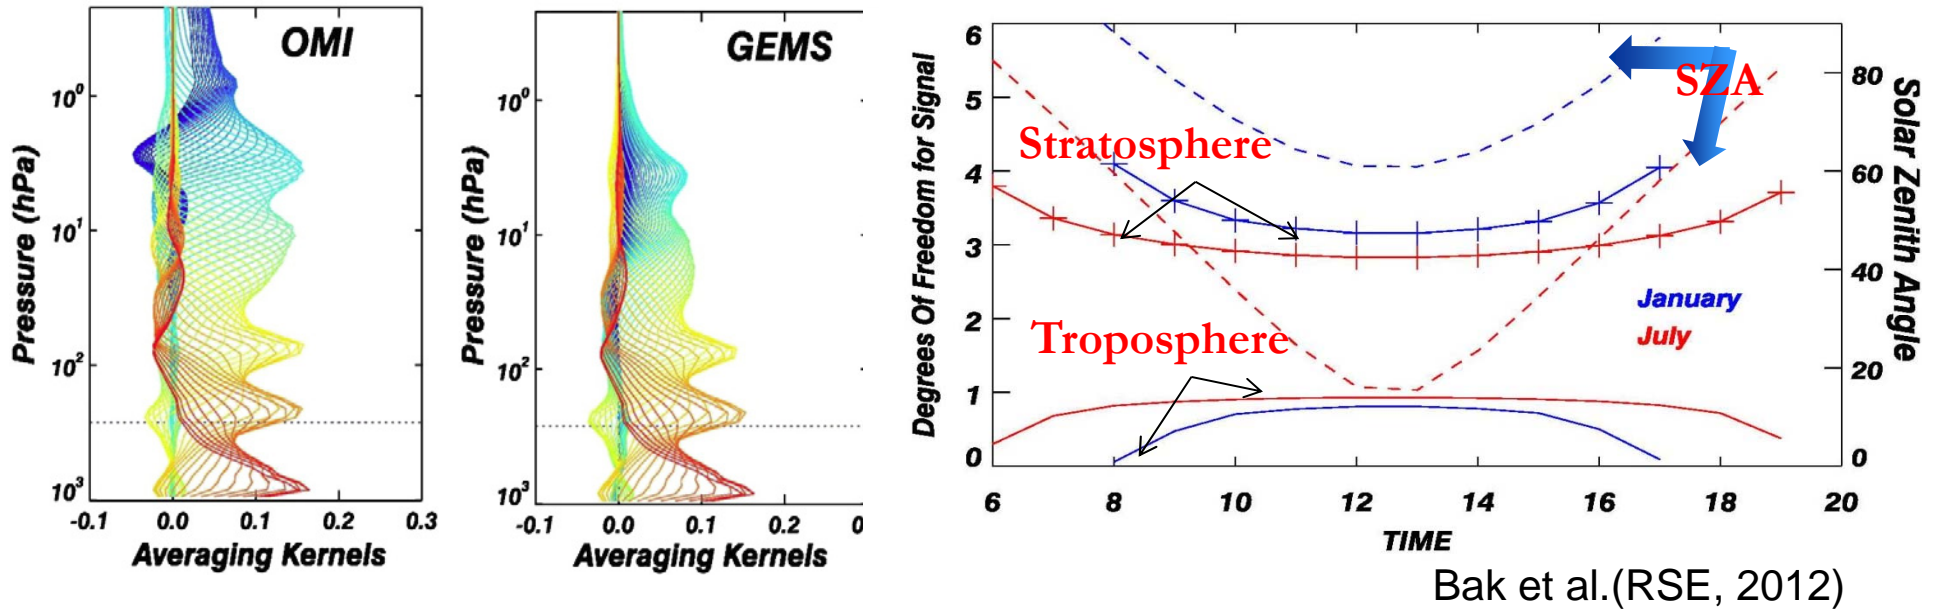 OMI
10⁰
10¹
10²
10³
Pressure (hPa)
-0.1 0.0 0.1 0.2 0.3
Averaging Kernels
GEMS
10⁰
10¹
10²
10³
Pressure (hPa)
-0.1 0.0 0.1 0.2 0
Averaging Kernels
6
5
4
3
2
1
0
Degrees Of Freedom for Signal
SZA
Stratosphere
January
July
Troposphere
80
60
40
20
0
Solar Zenith Angle
6 8 10 12 14 16 18 20
TIME
Bak et al.(RSE, 2012)